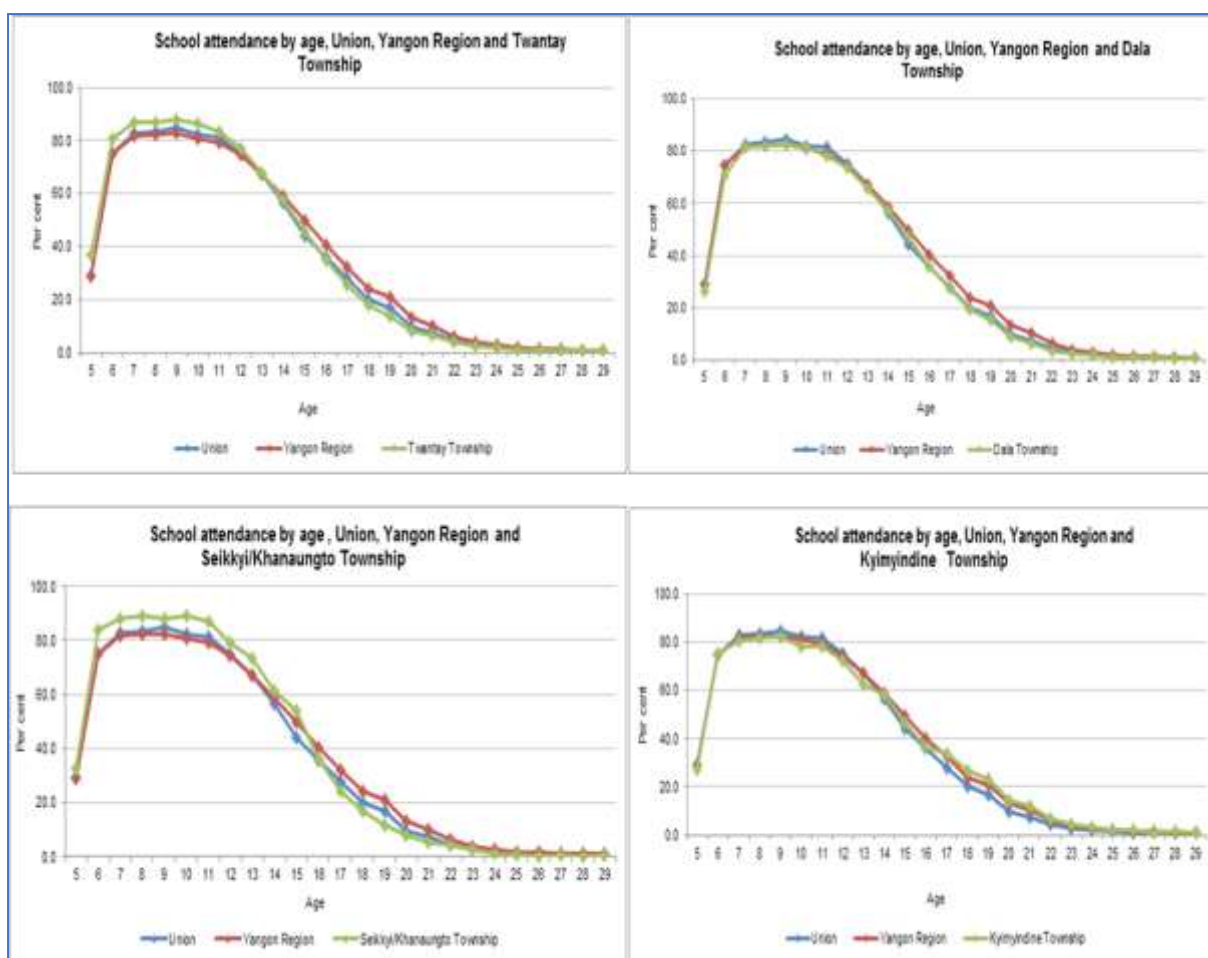 School attendance by age, Union, Yangon Region and Twantay
Township
100.0
80.0
60.0
40.0
20.0
0.0
Per cent
5 6 7 8 9 10 11 12 13 14 15 16 17 18 19 20 21 22 23 24 25 26 27 28 29
Age
Union Yangon Region Twantay Township
School attendance by age, Union, Yangon Region and Dala
Township
100.0
80.0
60.0
40.0
20.0
0.0
Per cent
5 6 7 8 9 10 11 12 13 14 15 16 17 18 19 20 21 22 23 24 25 26 27 28 29
Age
Union Yangon Region Dala Township
School attendance by age , Union, Yangon Region and
Seikkyi/Khanaungto Township
100.0
80.0
60.0
40.0
20.0
0.0
Per cent
5 6 7 8 9 10 11 12 13 14 15 16 17 18 19 20 21 22 23 24 25 26 27 28 29
Age
Union Yangon Region Seikkyi/Khanaungto Township
School attendance by age, Union, Yangon Region and
Kyimyindine Township
100.0
80.0
60.0
40.0
20.0
0.0
Per cent
5 6 7 8 9 10 11 12 13 14 15 16 17 18 19 20 21 22 23 24 25 26 27 28 29
Age
Union Yangon Region Kyimyindine Township